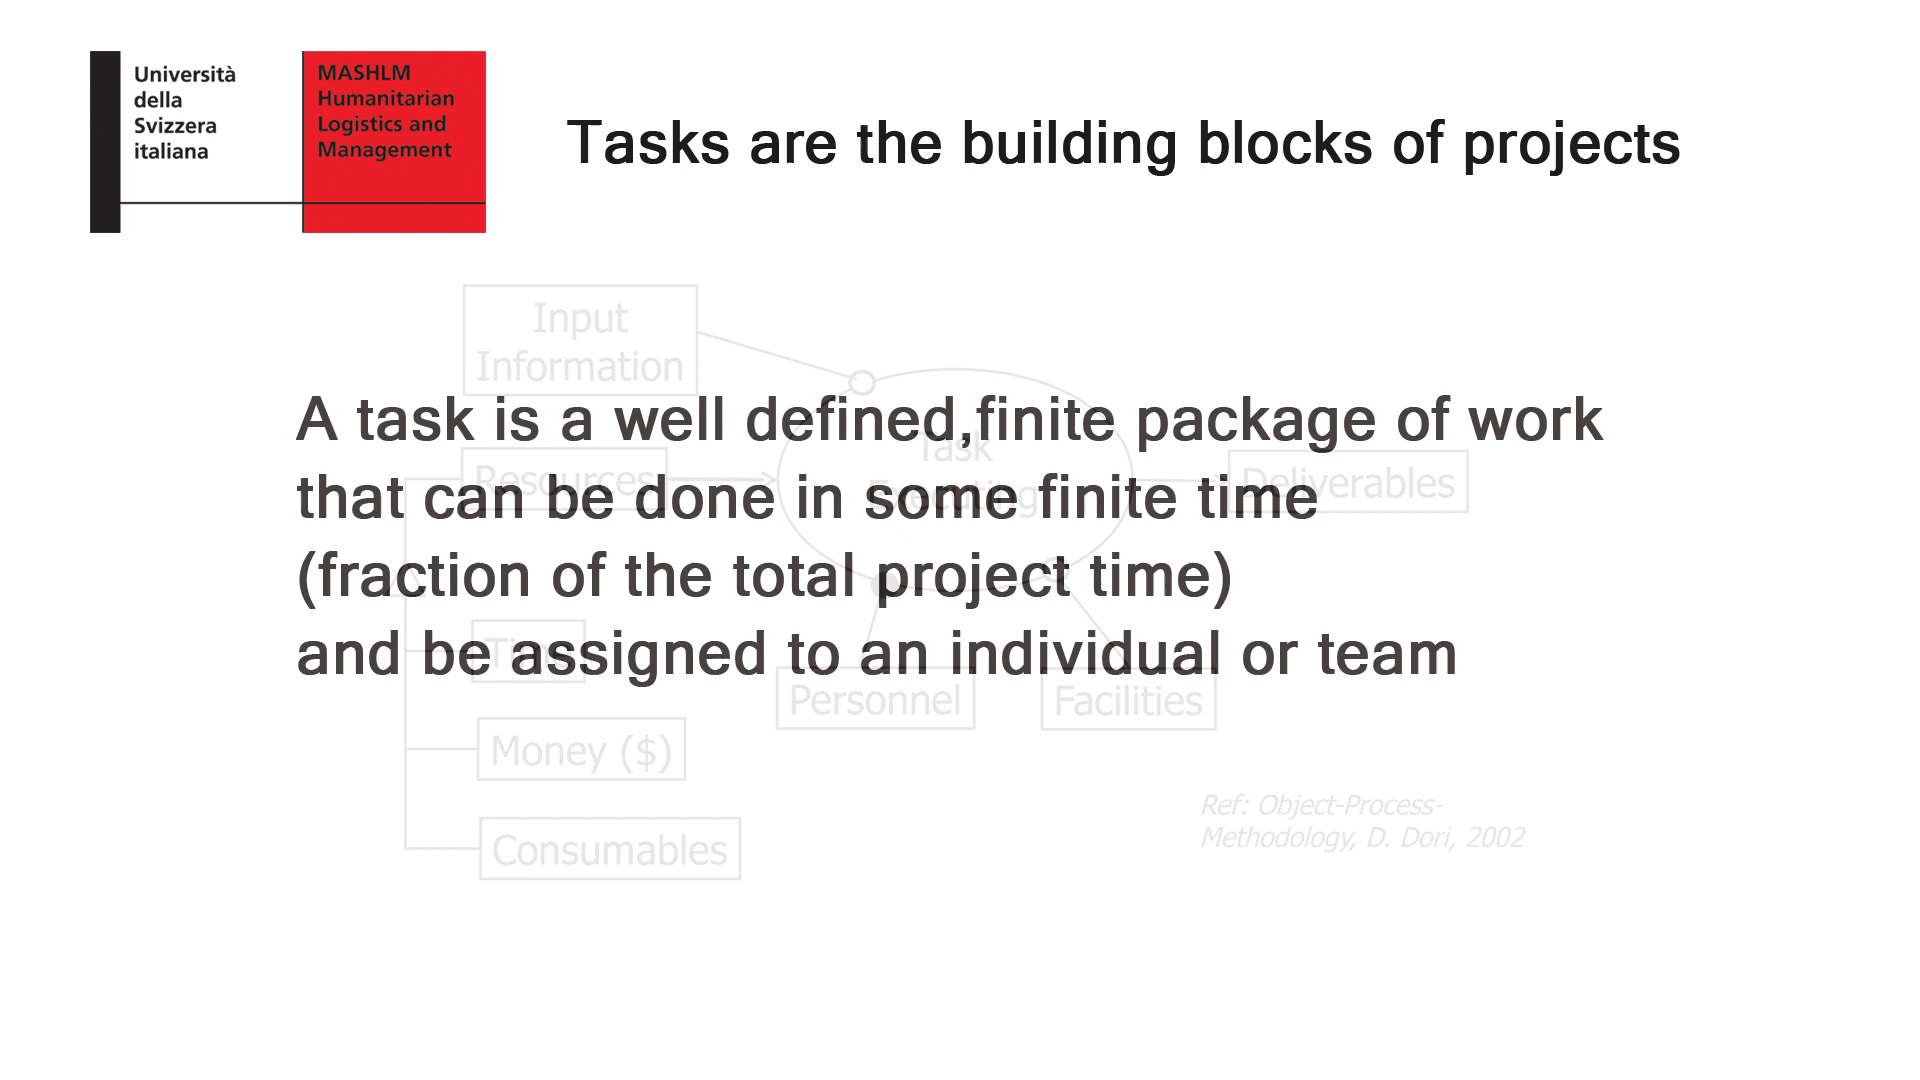 Università
della
Svizzera
italiana
MASHLM
Humanitarian
Logistics and
Management
Tasks are the building blocks of projects
A task is a well defined,finite package of work
that can be done in some finite time
(fraction of the total project time)
and be assigned to an individual or team
Input
Information
Resources
Task
Executing
Deliverables
Time
Personnel
Facilities
Money ($)
Consumables
Ref: Object-Process-
Methodology, D. Dori, 2002